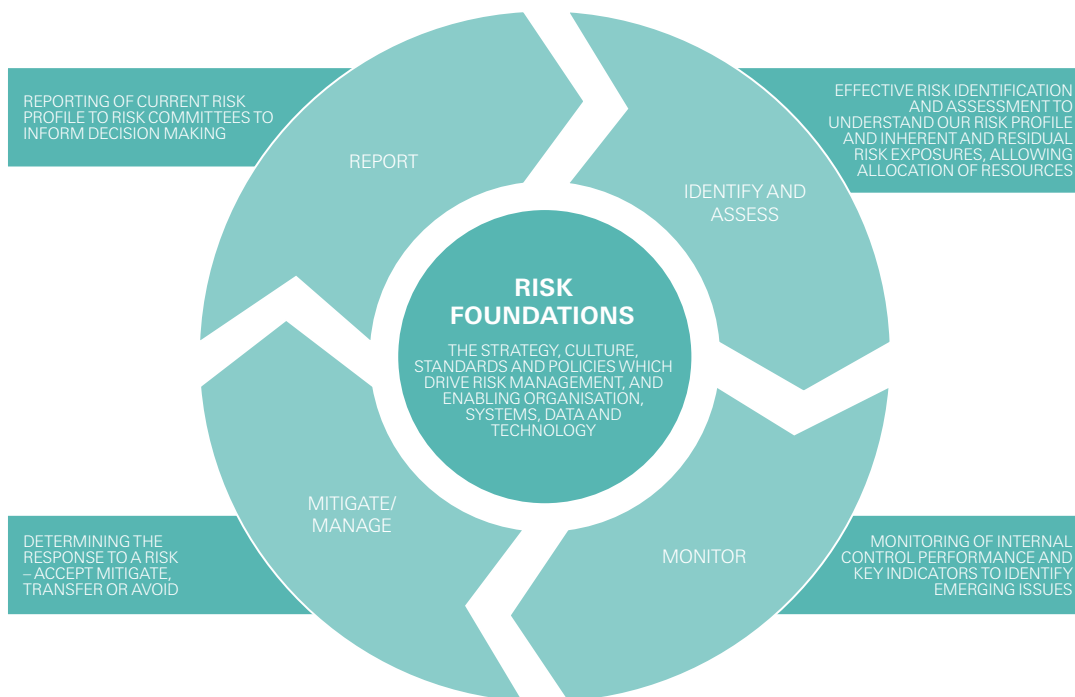 REPORTING OF CURRENT RISK
PROFILE TO RISK COMMITTEES TO
INFORM DECISION MAKING
REPORT
EFFECTIVE RISK IDENTIFICATION
AND ASSESSMENT TO
UNDERSTAND OUR RISK PROFILE
AND INHERENT AND RESIDUAL
RISK EXPOSURES, ALLOWING
ALLOCATION OF RESOURCES
IDENTIFY AND
ASSESS
RISK
FOUNDATIONS
THE STRATEGY, CULTURE,
STANDARDS AND POLICIES WHICH
DRIVE RISK MANAGEMENT, AND
ENABLING ORGANISATION,
SYSTEMS, DATA AND
TECHNOLOGY
MITIGATE/
MANAGE
DETERMINING THE
RESPONSE TO A RISK
– ACCEPT MITIGATE,
TRANSFER OR AVOID
MONITOR
MONITORING OF INTERNAL
CONTROL PERFORMANCE AND
KEY INDICATORS TO IDENTIFY
EMERGING ISSUES